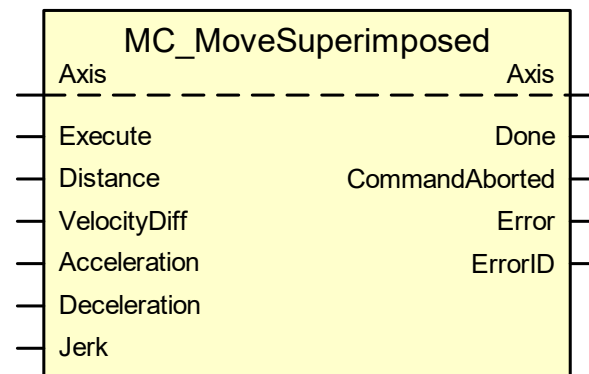 MC_MoveSuperimposed
Axis Axis
Execute Done
Distance CommandAborted
VelocityDiff Error
Acceleration ErrorID
Deceleration
Jerk